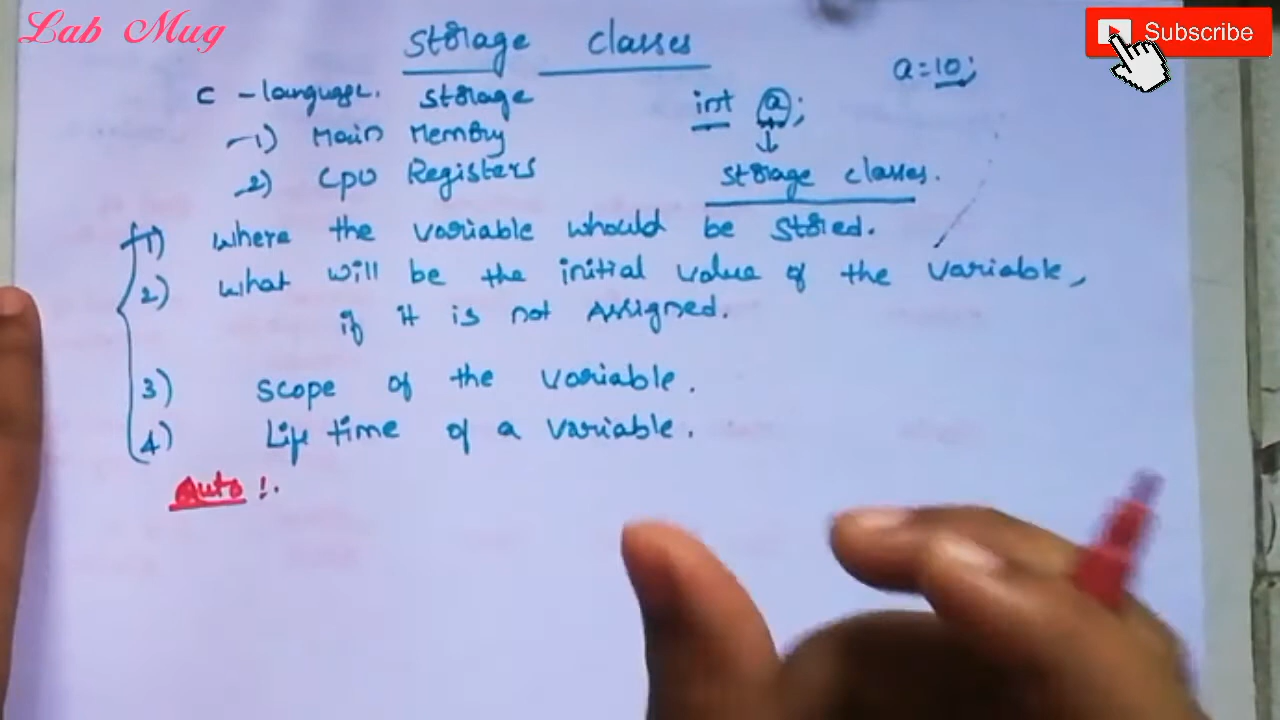 Lab Mug
Subscribe
Storage classes
a=10;
C - language. Storage
int a;
1) Main Memory
2) CPU Registers
Storage classes.
1) where the variable whould be stored.
2) what will be the initial value of the variable,
if it is not Assigned.
3) Scope of the variable.
4) Life time of a variable.
Auto :.